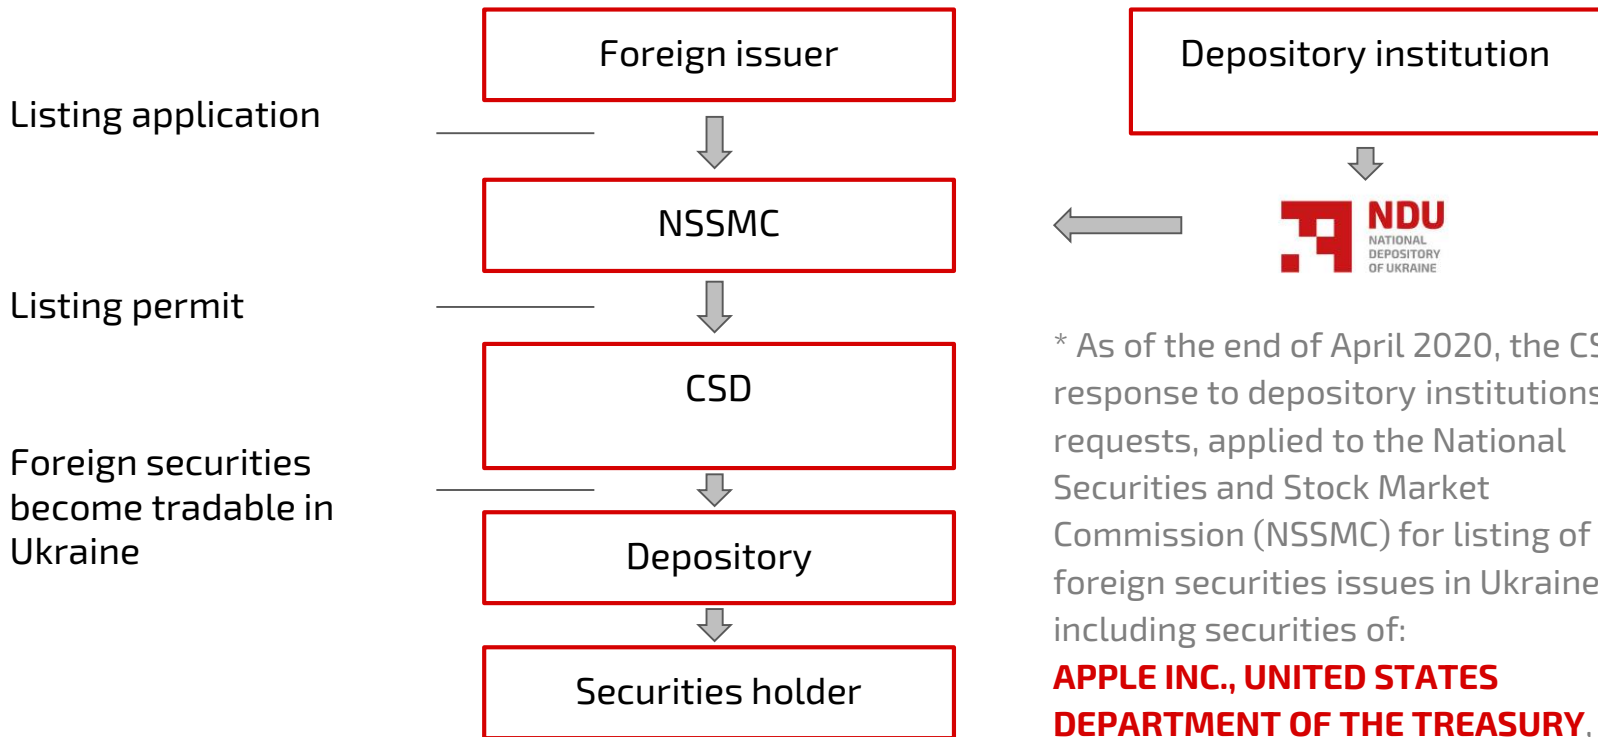 Foreign issuer
Depository institution
Listing application
NSSMC
NDU
NATIONAL
DEPOSITORY
OF UKRAINE
Listing permit
CSD
Foreign securities
become tradable in
Ukraine
Depository
Securities holder
* As of the end of April 2020, the
response to depository institutions
requests, applied to the National
Securities and Stock Market
Commission (NSSMC) for listing of
foreign securities issues in Ukraine
including securities of:
APPLE INC., UNITED STATES
DEPARTMENT OF THE TREASURY,